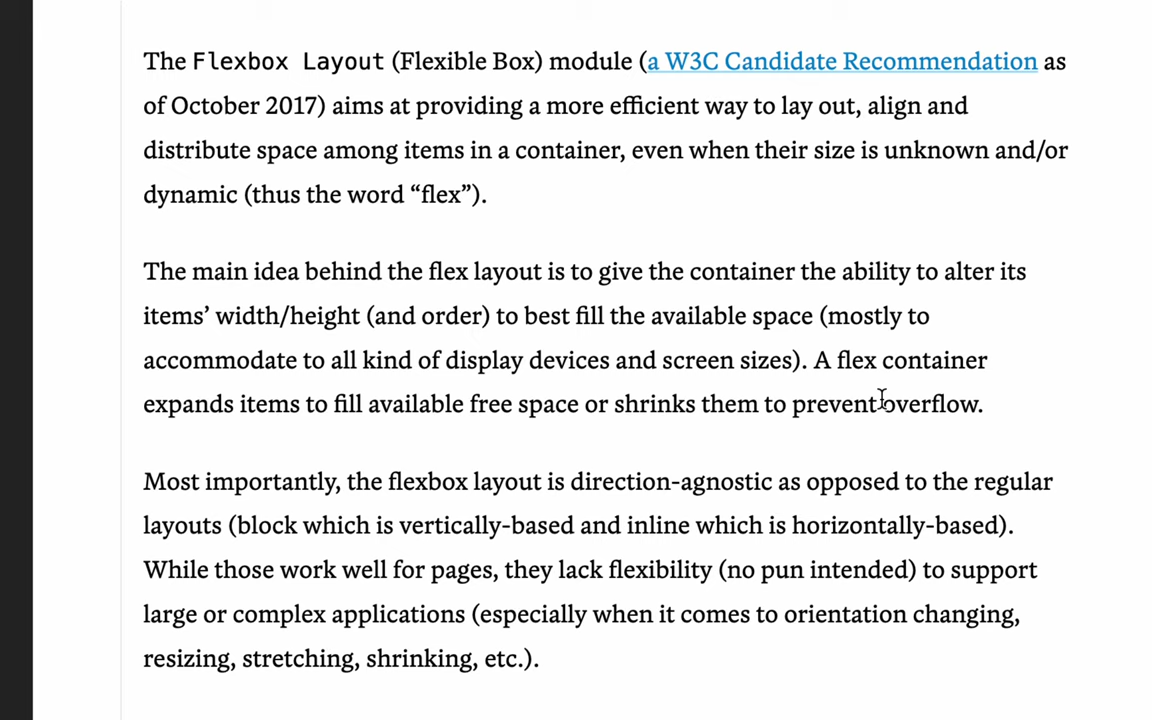 The Flexbox Layout (Flexible Box) module (a W3C Candidate Recommendation as
of October 2017) aims at providing a more efficient way to lay out, align and
distribute space among items in a container, even when their size is unknown and/or
dynamic (thus the word “flex”).
The main idea behind the flex layout is to give the container the ability to alter its
items’ width/height (and order) to best fill the available space (mostly to
accommodate to all kind of display devices and screen sizes). A flex container
expands items to fill available free space or shrinks them to prevent overflow.
Most importantly, the flexbox layout is direction-agnostic as opposed to the regular
layouts (block which is vertically-based and inline which is horizontally-based).
While those work well for pages, they lack flexibility (no pun intended) to support
large or complex applications (especially when it comes to orientation changing,
resizing, stretching, shrinking, etc.).